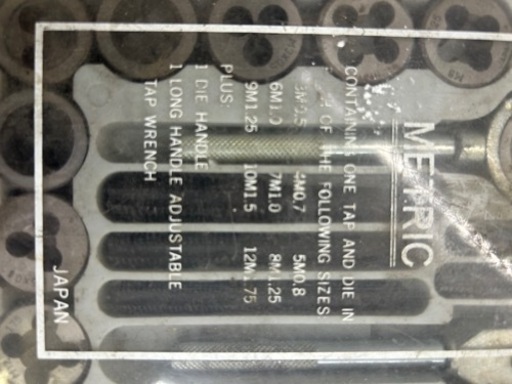 METRIC
CONTAINING ONE TAP AND DIE IN
OF THE FOLLOWING SIZES
4M0.7 5M0.8
6M1.0 7M1.0 8M1.25
9M1.25 10M1.5 12M1.75
PLUS:
1 DIE HANDLE
1 LONG HANDLE ADJUSTABLE
TAP WRENCH
JAPAN